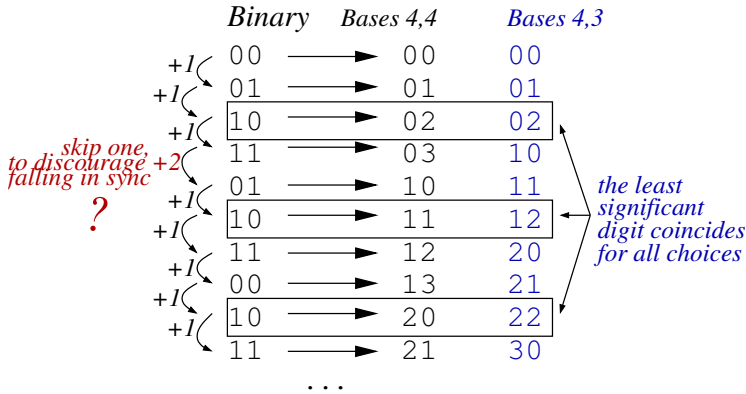 Binary Bases 4,4 Bases 4,3
00 00 00
+1
01 01 01
+1
10 02 02
+1
11 03 10
skip one,
to discourage +2
falling in sync
?
01 10 11
+1
10 11 12
+1
11 12 20
+1
00 13 21
+1
10 20 22
+1
11 21 30
the least
significant
digit coincides
for all choices
...